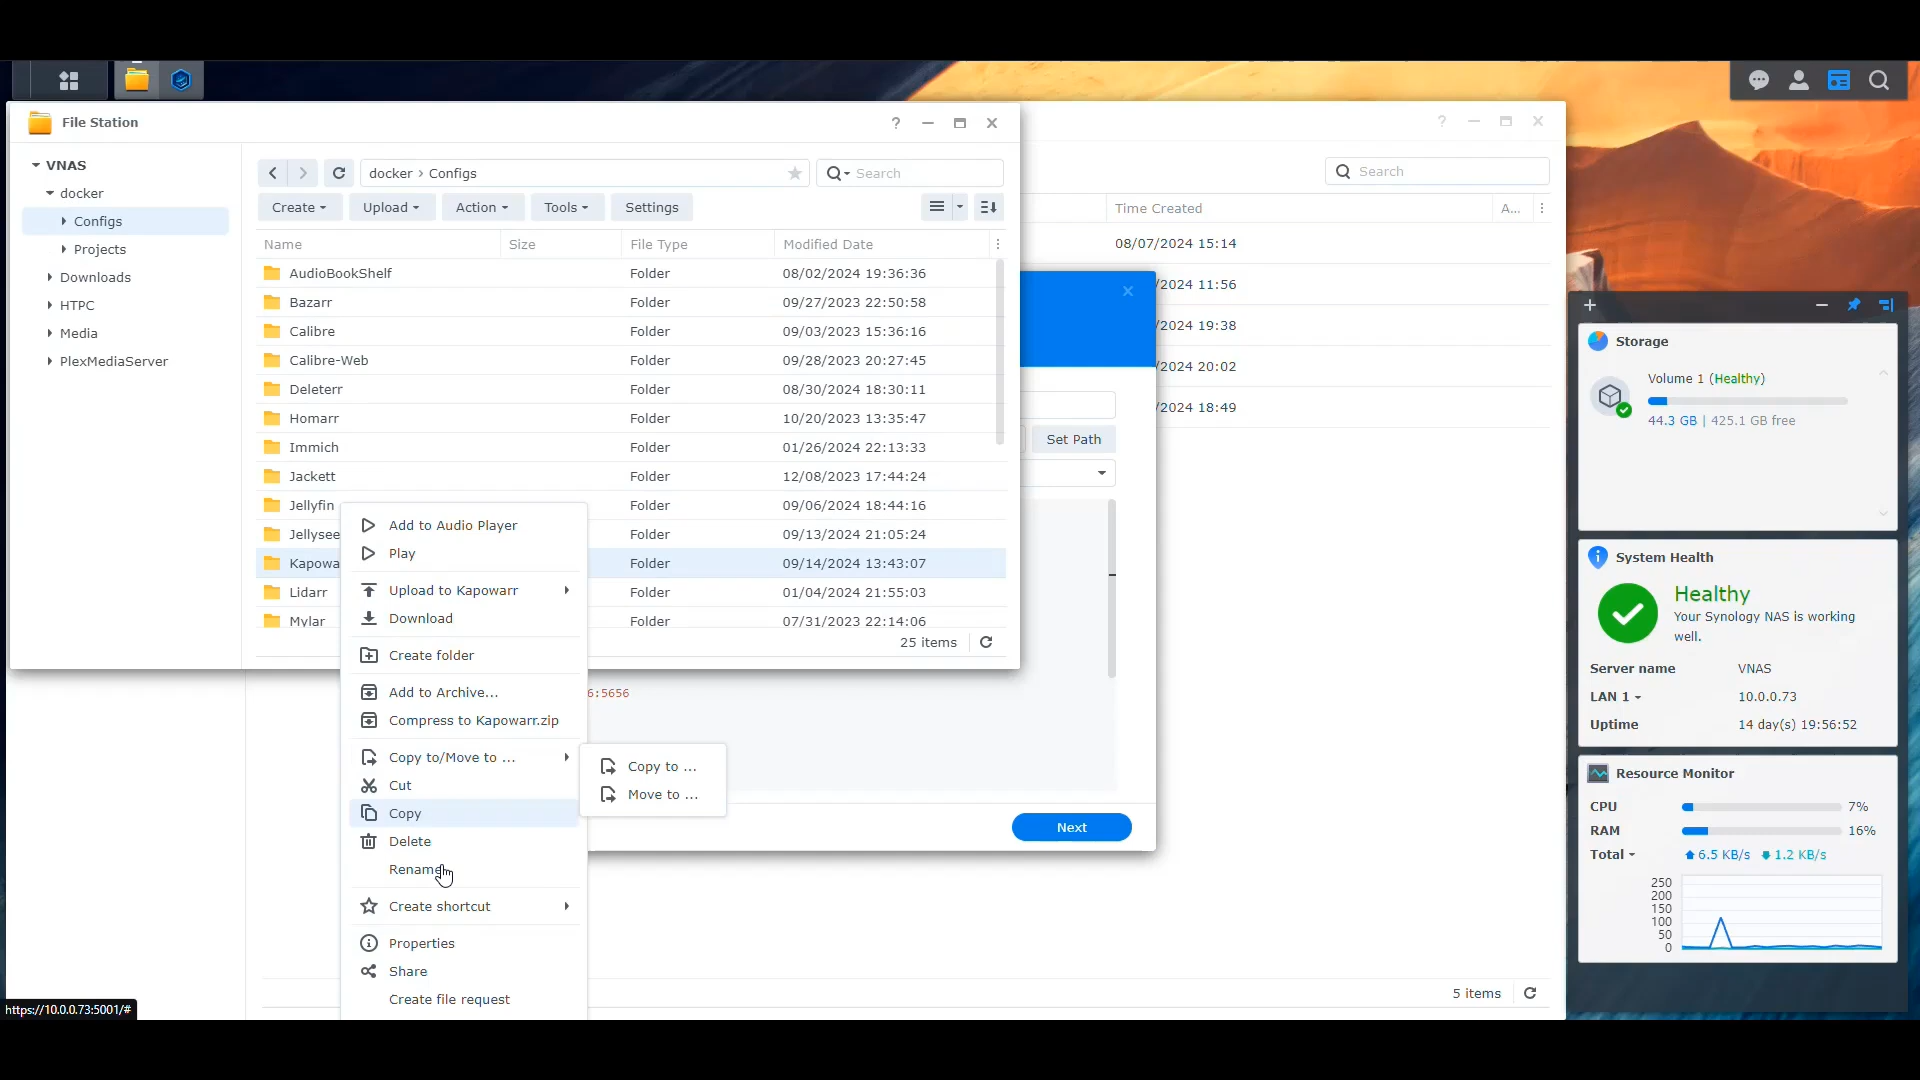 File Station
VNAS
docker
Configs
Projects
Downloads
HTPC
Media
PlexMediaServer
docker › Configs
Search
Create
Upload
Action
Tools
Settings
Name
Size
File Type
Modified Date
AudioBookShelf Folder 08/02/2024 19:36:36
Bazarr Folder 09/27/2023 22:50:58
Calibre Folder 09/03/2023 15:36:16
Calibre-Web Folder 09/28/2023 20:27:45
Deleterr Folder 08/30/2024 18:30:11
Homarr Folder 10/20/2023 13:35:47
Immich Folder 01/26/2024 22:13:33
Jackett Folder 12/08/2023 17:44:24
Jellyfin Folder 09/06/2024 18:44:16
Jellysee Folder 09/13/2024 21:05:24
Kapowa Folder 09/14/2024 13:43:07
Lidarr Folder 01/04/2024 21:55:03
Mylar Folder 07/31/2023 22:14:06
25 items
Add to Audio Player
Play
Upload to Kapowarr
Download
Create folder
Add to Archive...
Compress to Kapowarr.zip
Copy to/Move to ...
Cut
Copy
Delete
Rename
Create shortcut
Properties
Share
Create file request
Copy to ...
Move to ...
6:5656
Set Path
Next
Search
Time Created
A...
08/07/2024 15:14
/2024 11:56
/2024 19:38
/2024 20:02
/2024 18:49
5 items
Storage
Volume 1 (Healthy)
44.3 GB | 425.1 GB free
System Health
Healthy
Your Synology NAS is working
well.
Server name VNAS
LAN 1 10.0.0.73
Uptime 14 day(s) 19:56:52
Resource Monitor
CPU 7%
RAM 16%
Total 6.5 KB/s 1.2 KB/s
250
200
150
100
50
0
https://10.0.0.73:5001/#